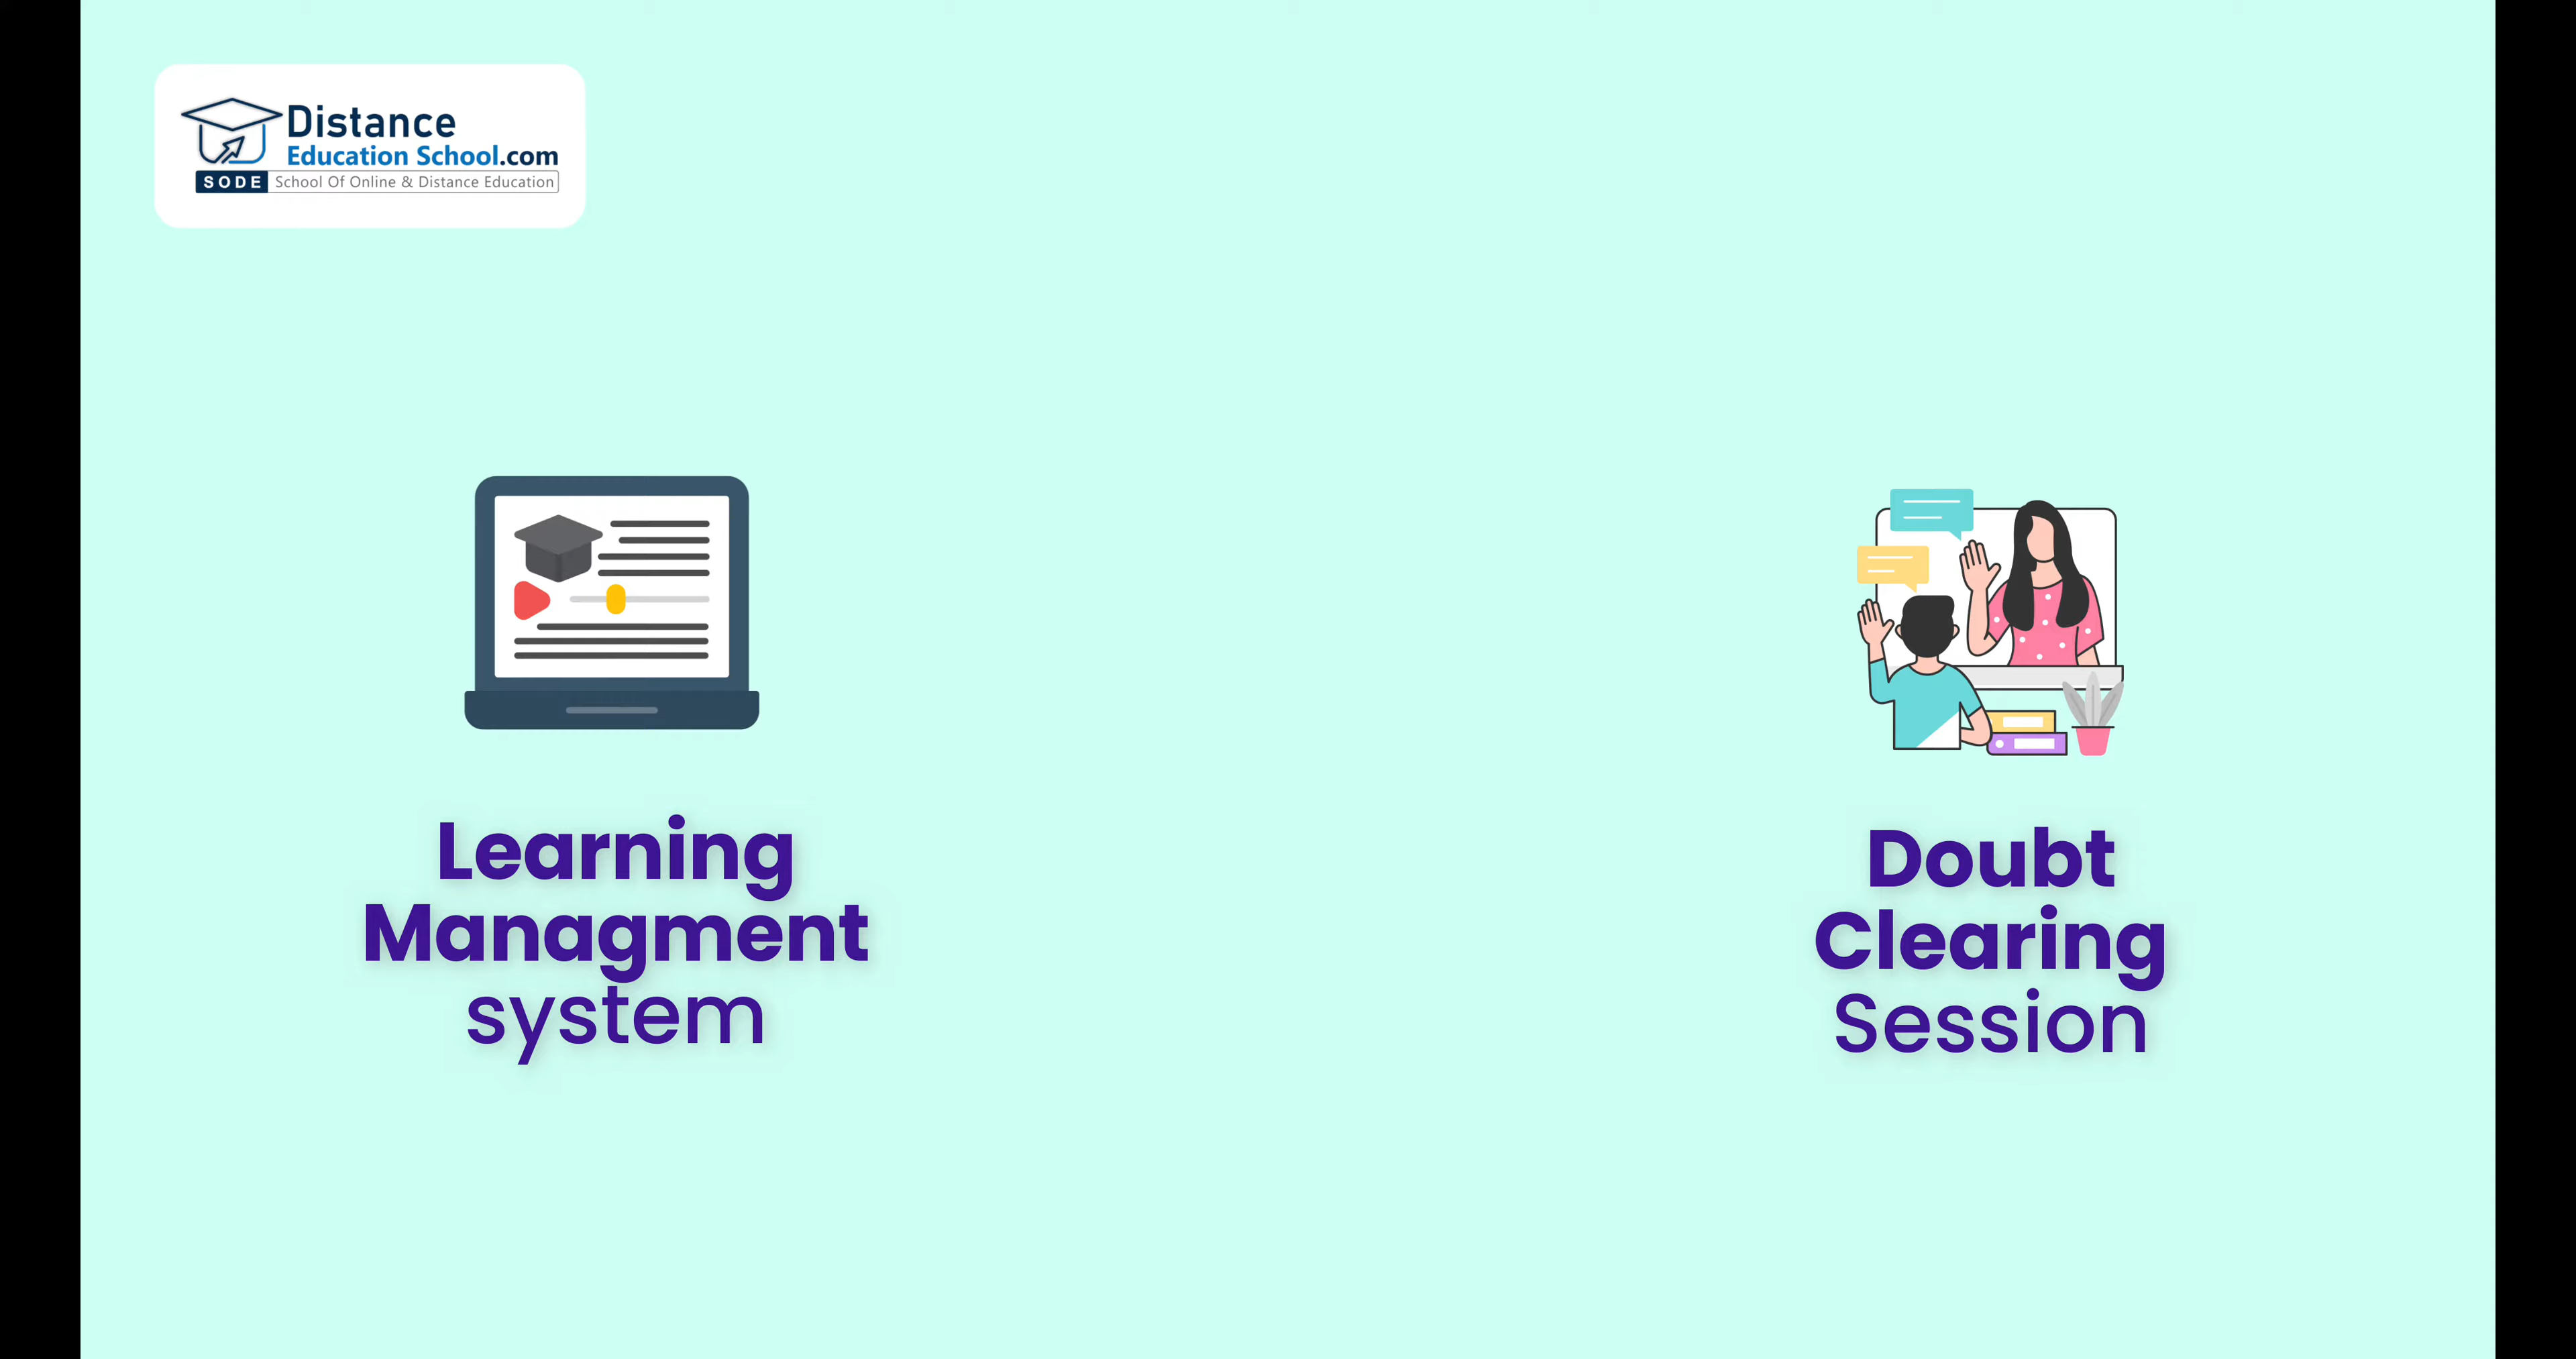 Distance
Education School.com
SODE School Of Online & Distance Education
Learning
Managment
system
Doubt
Clearing
Session